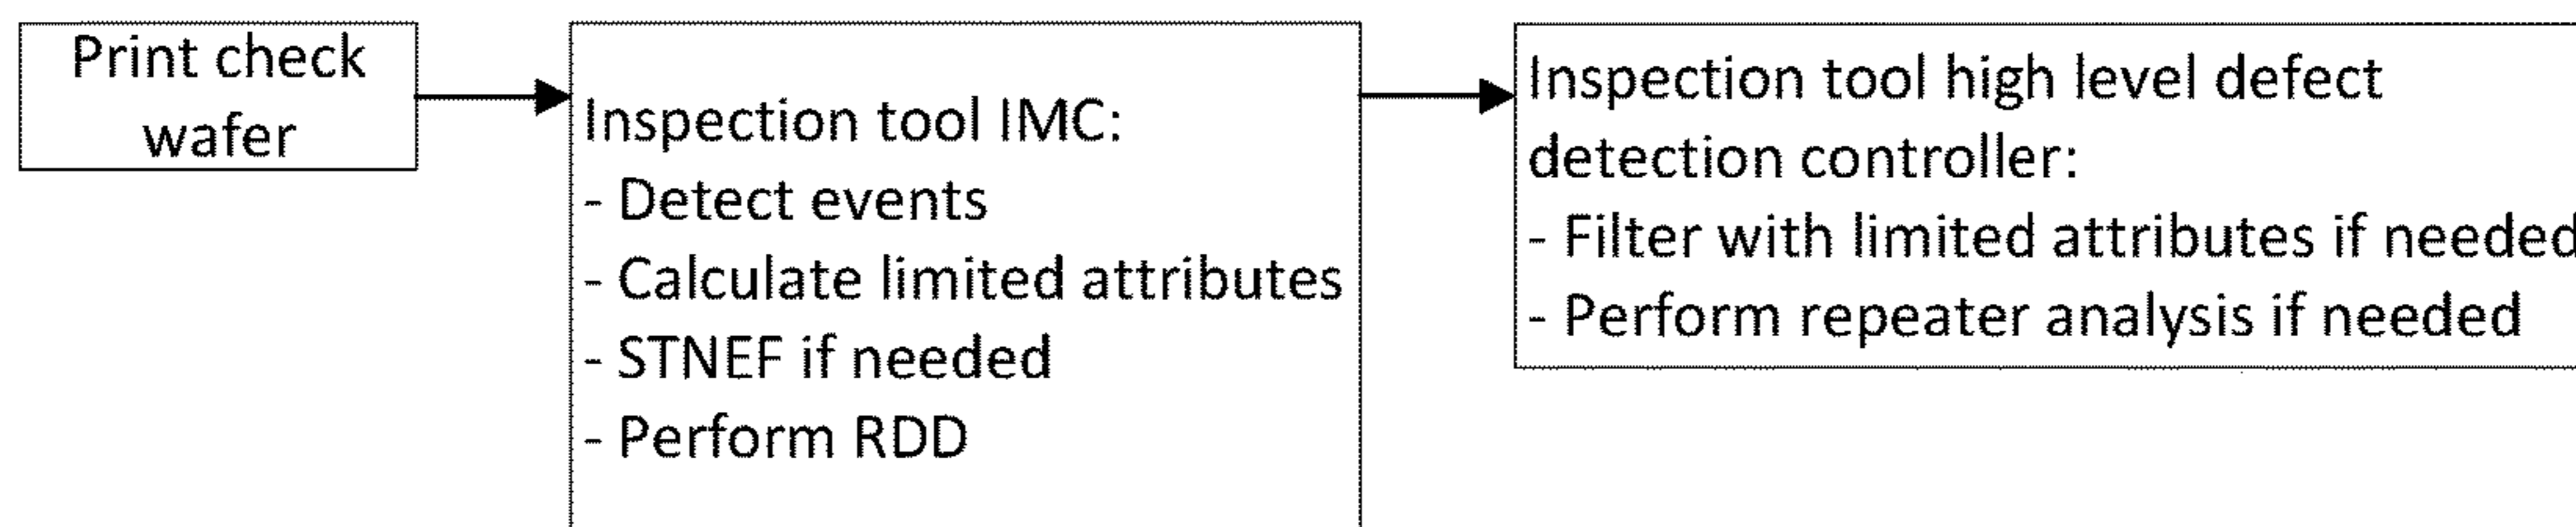 Print check
wafer
Inspection tool IMC:
- Detect events
- Calculate limited attributes
- STNEF if needed
- Perform RDD
Inspection tool high level defect
detection controller:
- Filter with limited attributes if needed
- Perform repeater analysis if needed